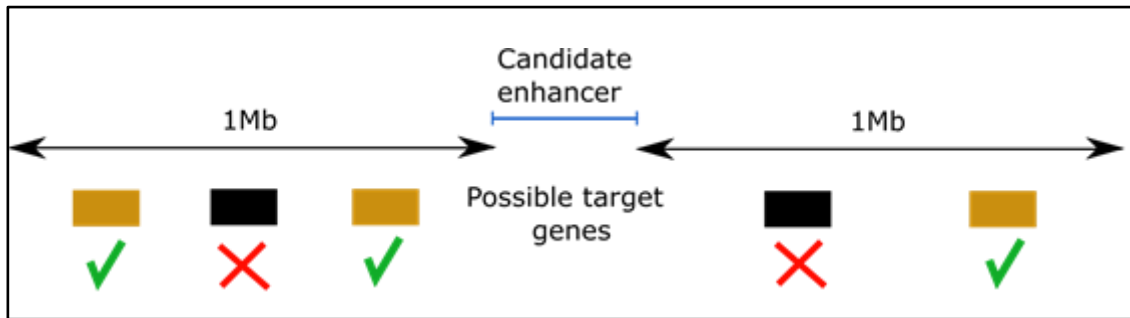 Candidate
enhancer
1Mb
1Mb
Possible target
genes